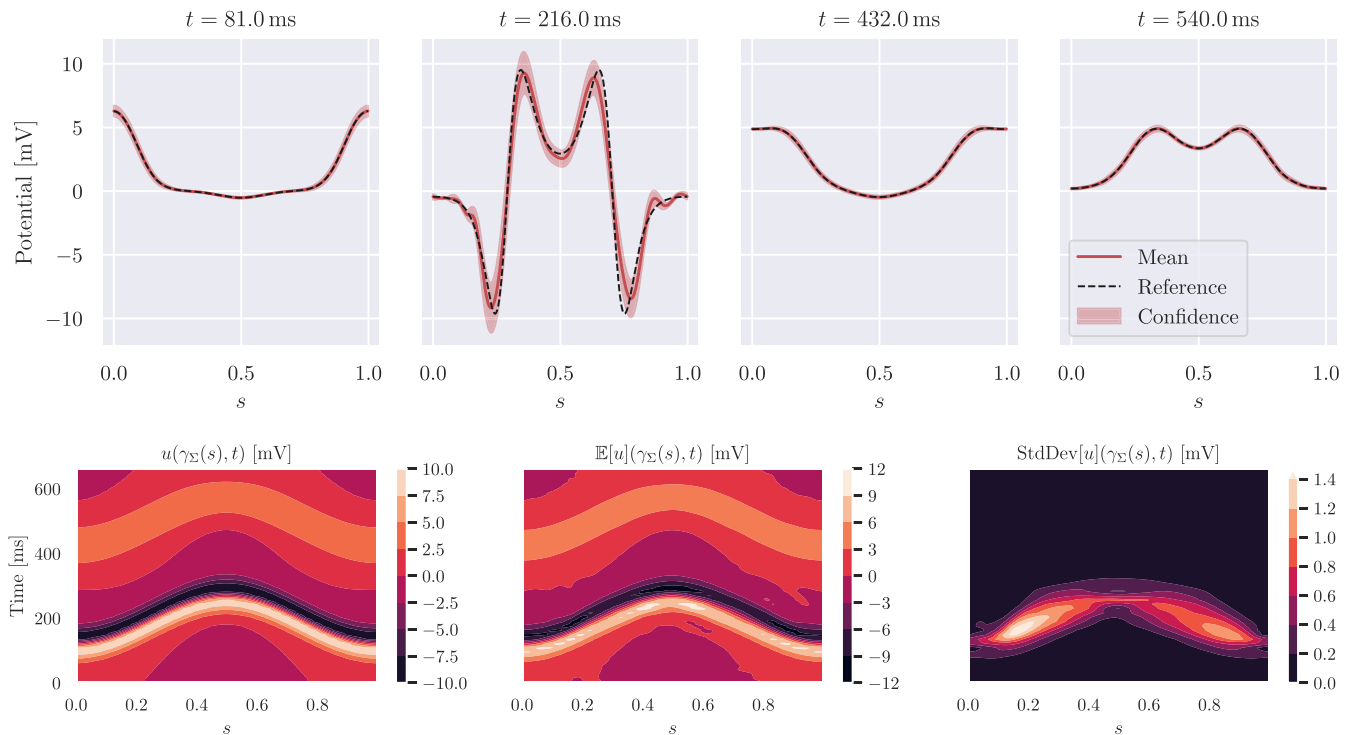 t = 81.0 ms
t = 216.0 ms
t = 432.0 ms
t = 540.0 ms
Potential [mV]
10
5
0
−5
−10
0.0 0.5 1.0
0.0 0.5 1.0
0.0 0.5 1.0
0.0 0.5 1.0
s
s
s
s
Mean
Reference
Confidence
u(γΣ(s), t) [mV]
𝔼[u](γΣ(s), t) [mV]
StdDev[u](γΣ(s), t) [mV]
Time [ms]
600
400
200
0
0.0 0.2 0.4 0.6 0.8
s
10.0
7.5
5.0
2.5
0.0
−2.5
−5.0
−7.5
−10.0
0.0 0.2 0.4 0.6 0.8
s
12
9
6
3
0
−3
−6
−9
−12
0.0 0.2 0.4 0.6 0.8
s
1.4
1.2
1.0
0.8
0.6
0.4
0.2
0.0